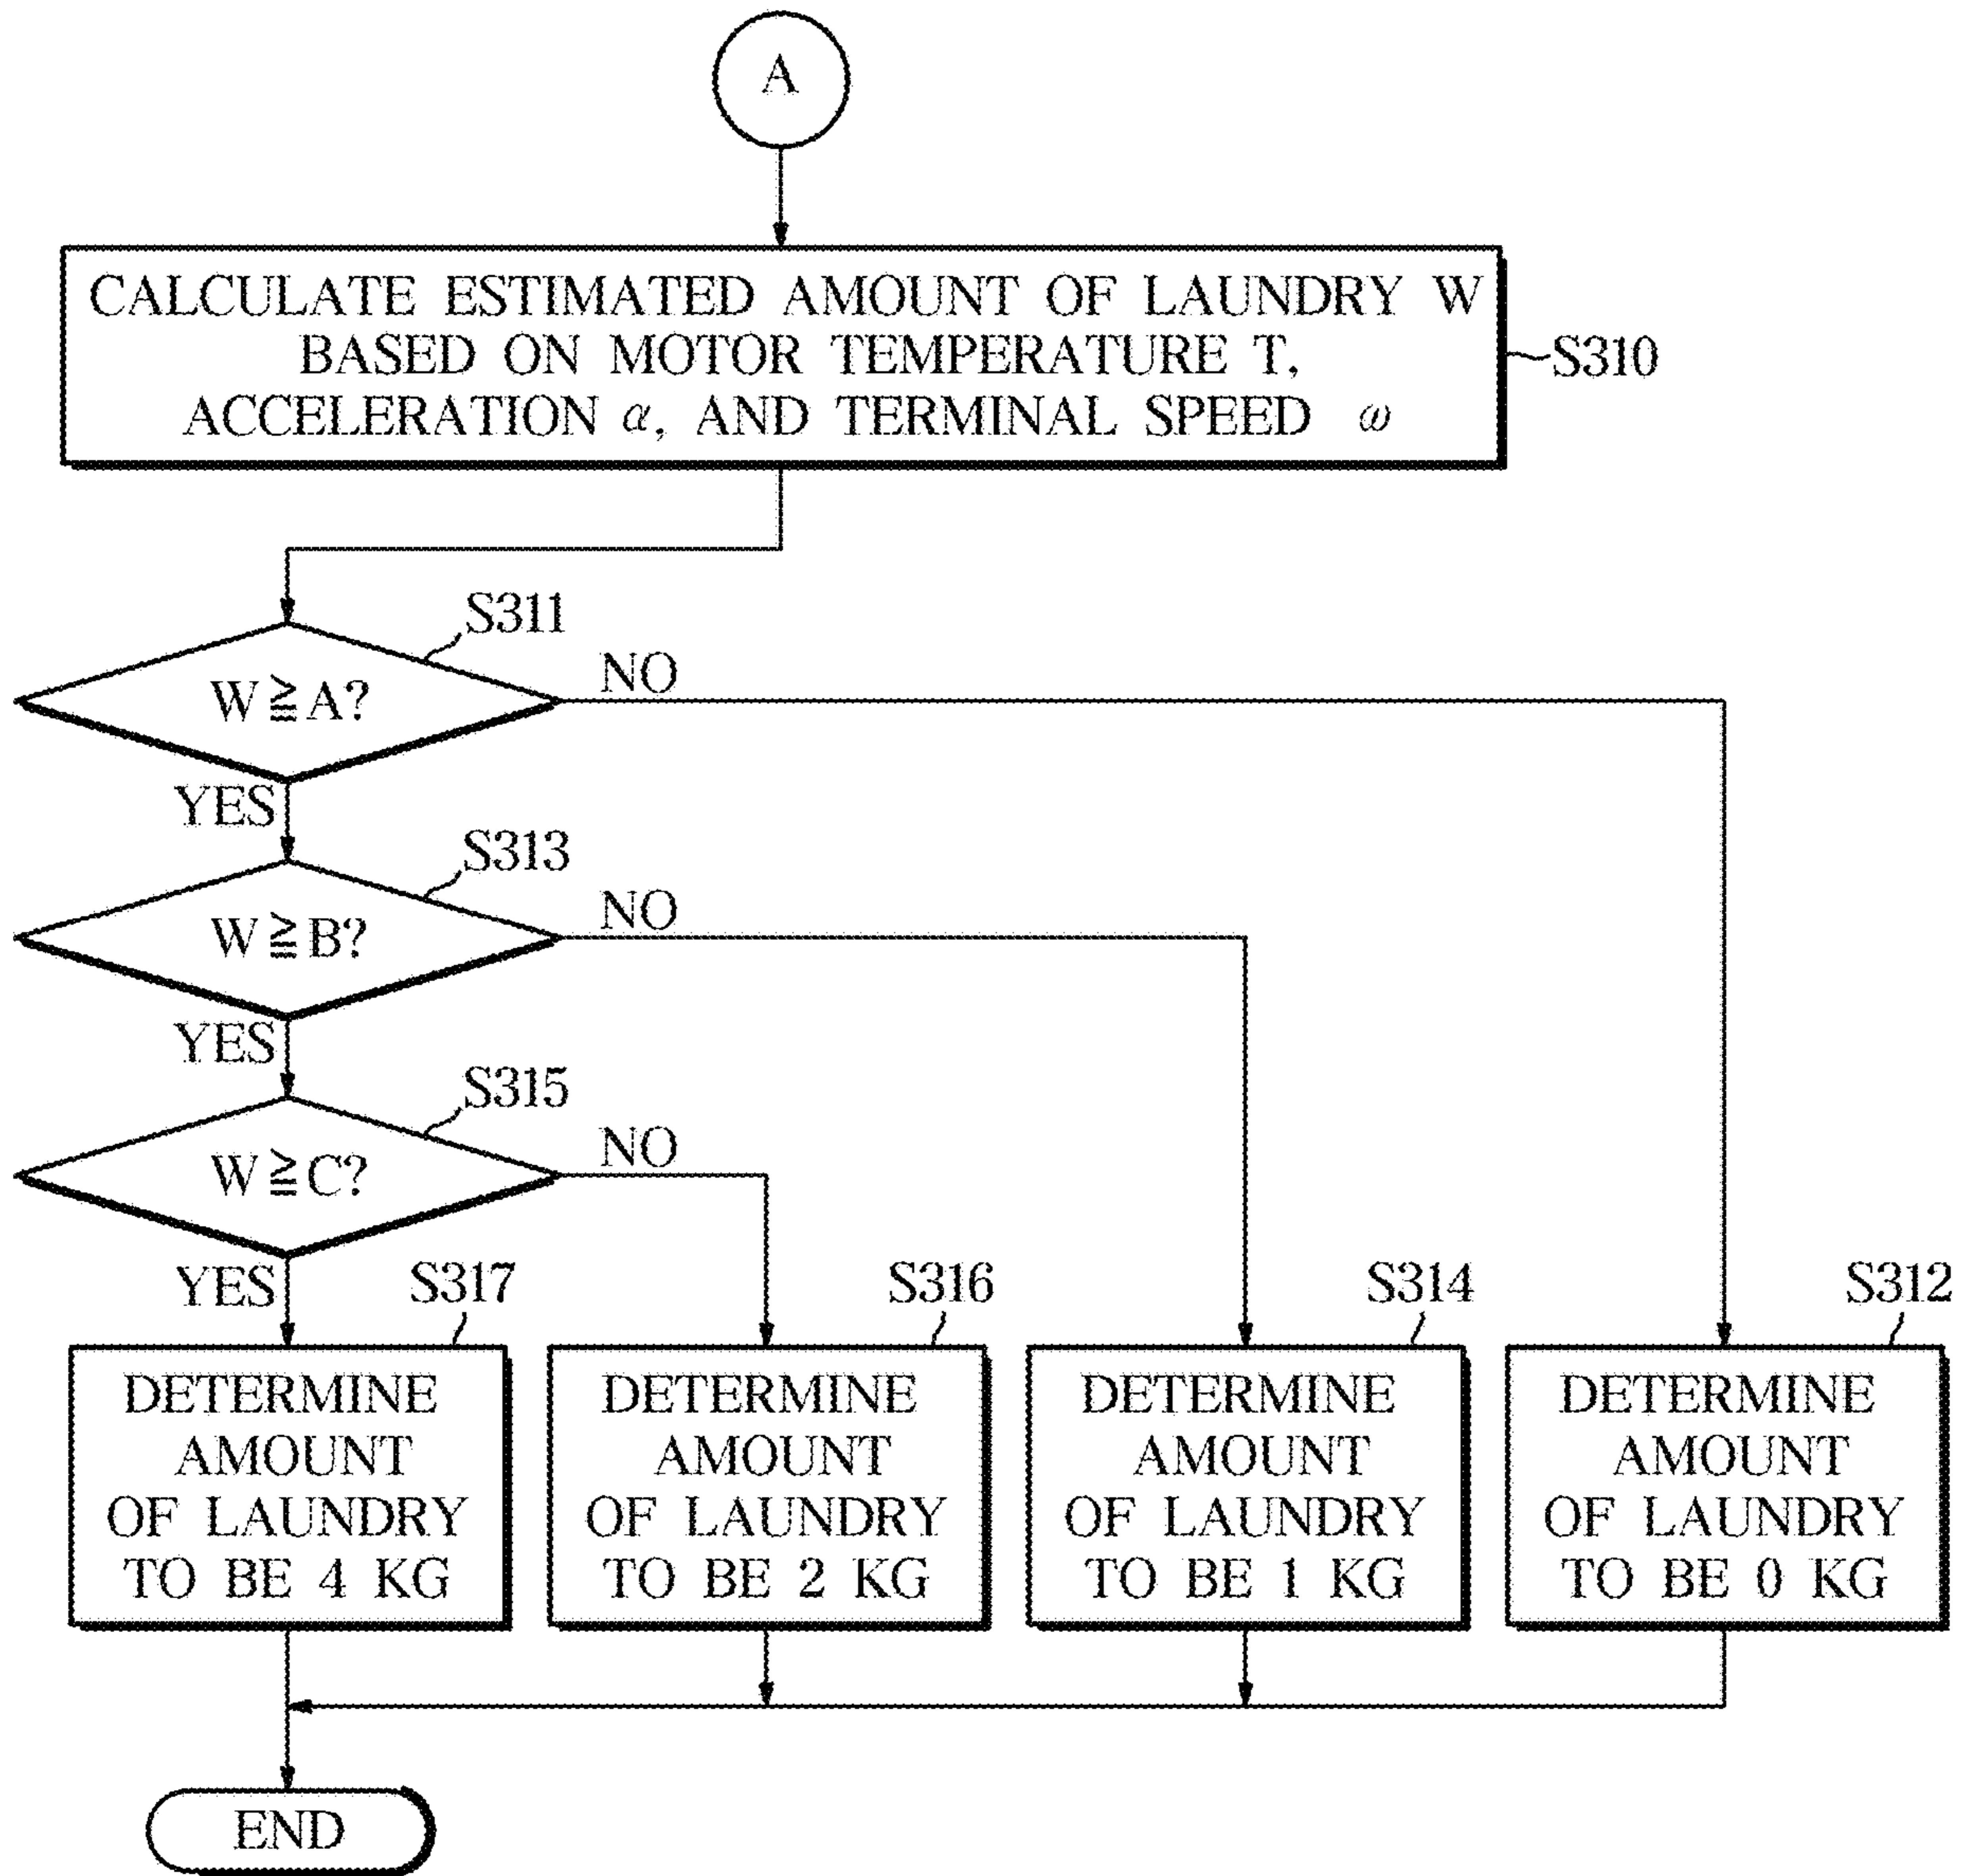 A
CALCULATE ESTIMATED AMOUNT OF LAUNDRY W
BASED ON MOTOR TEMPERATURE T,
ACCELERATION α, AND TERMINAL SPEED ω
S310
S311
W≧A?
NO
YES
S313
W≧B?
NO
YES
S315
W≧C?
NO
YES
S317
DETERMINE
AMOUNT
OF LAUNDRY
TO BE 4 KG
S316
DETERMINE
AMOUNT
OF LAUNDRY
TO BE 2 KG
S314
DETERMINE
AMOUNT
OF LAUNDRY
TO BE 1 KG
S312
DETERMINE
AMOUNT
OF LAUNDRY
TO BE 0 KG
END